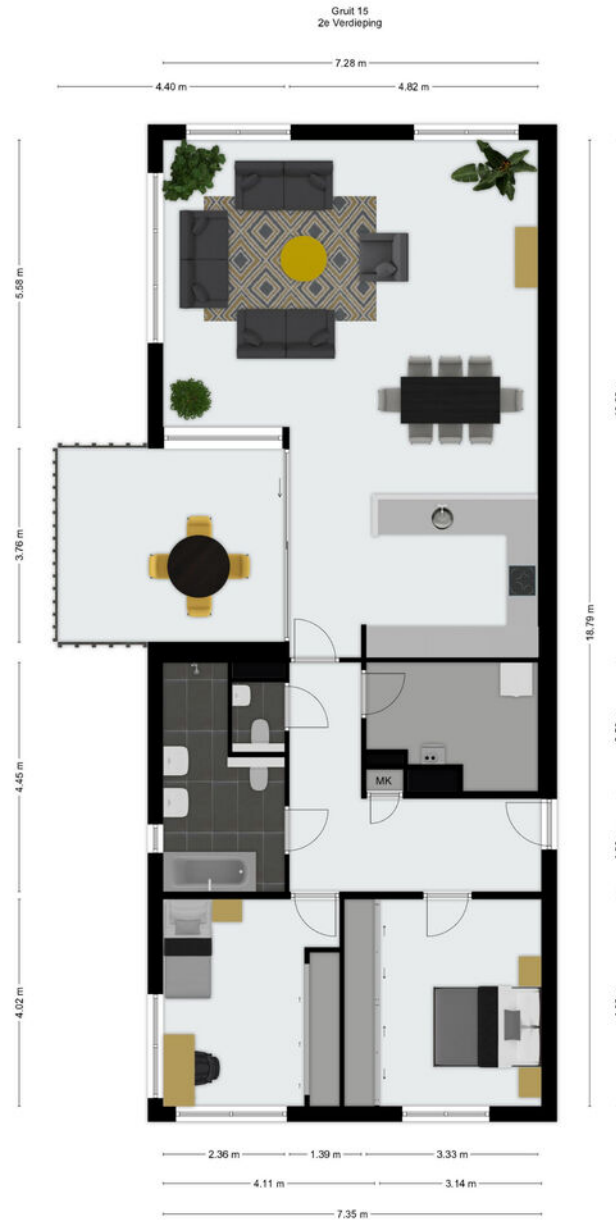 Gruit 15
2e Verdieping
7.28 m
4.40 m
4.82 m
5.58 m
3.76 m
18.79 m
4.45 m
MK
4.02 m
2.36 m
1.39 m
3.33 m
4.11 m
3.14 m
7.35 m